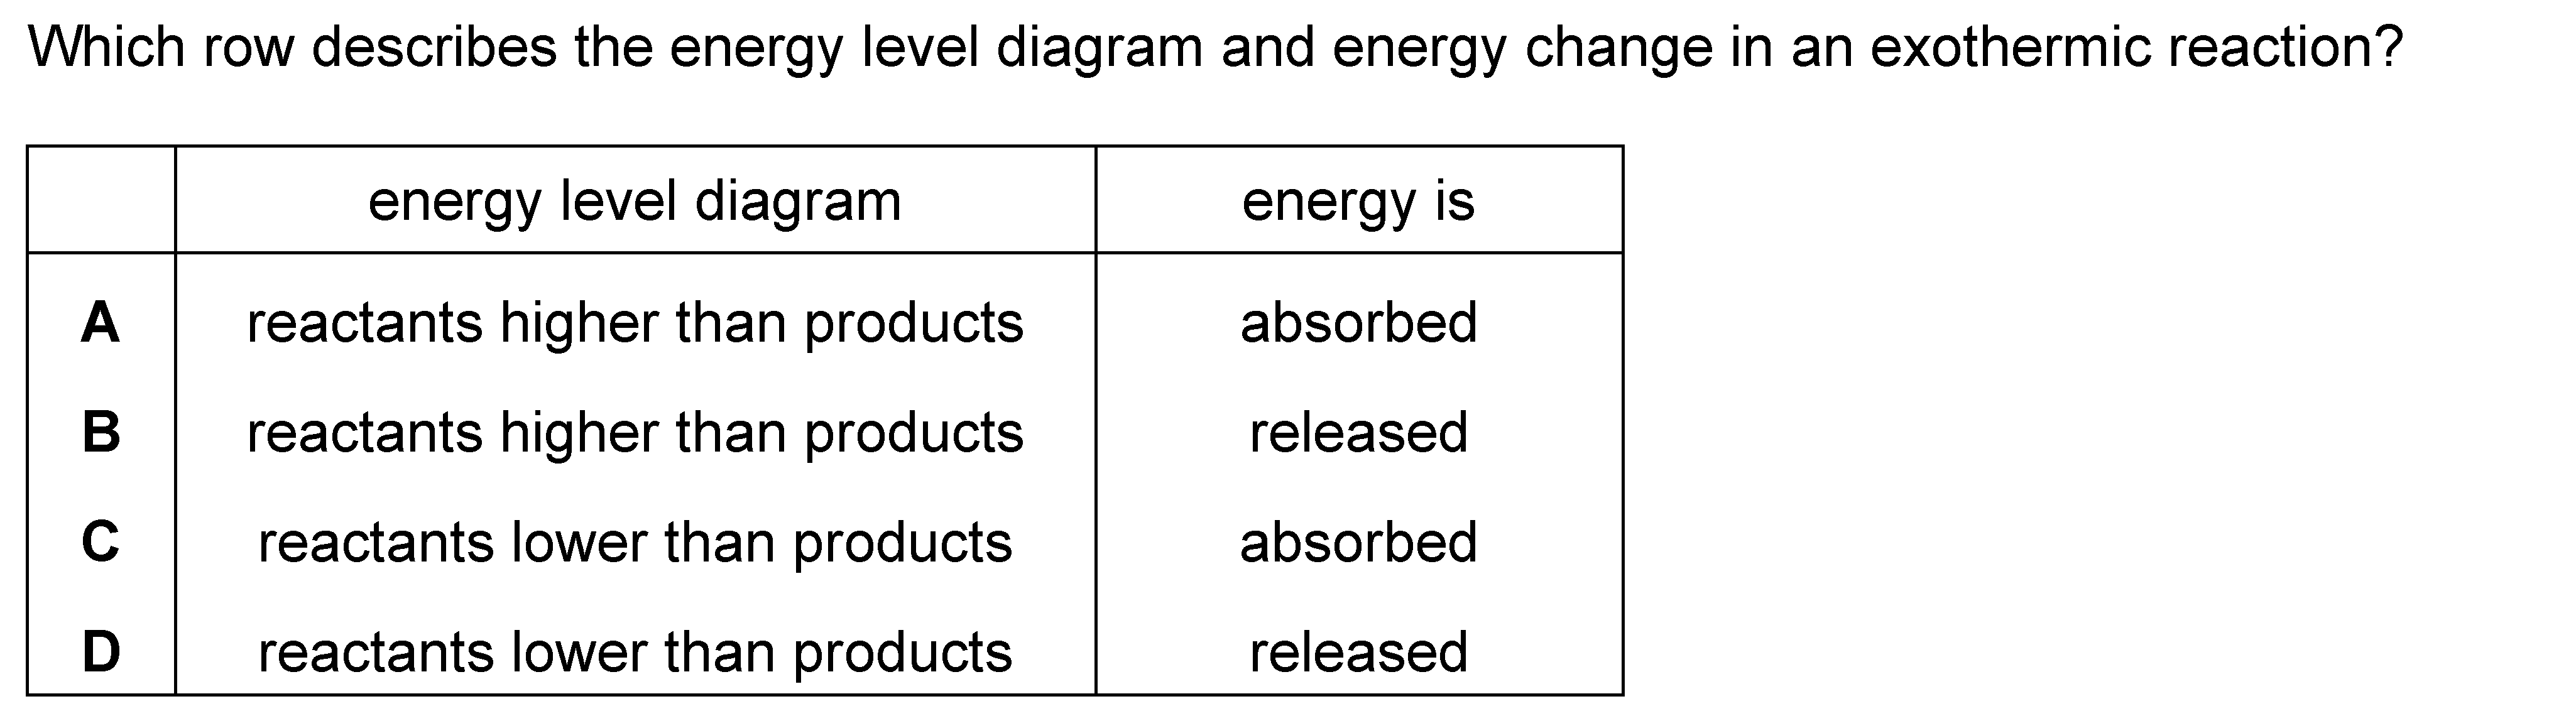 Which row describes the energy level diagram and energy change in an exothermic reaction?
energy level diagram energy is
A reactants higher than products absorbed
B reactants higher than products released
C reactants lower than products absorbed
D reactants lower than products released